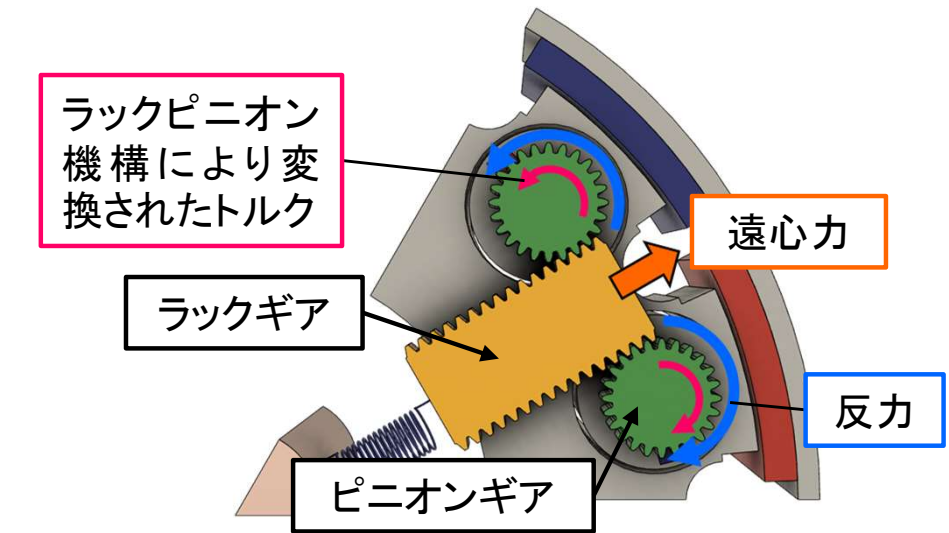 ラックピニオン
機構により変
換されたトルク
遠心力
ラックギア
反力
ピニオンギア